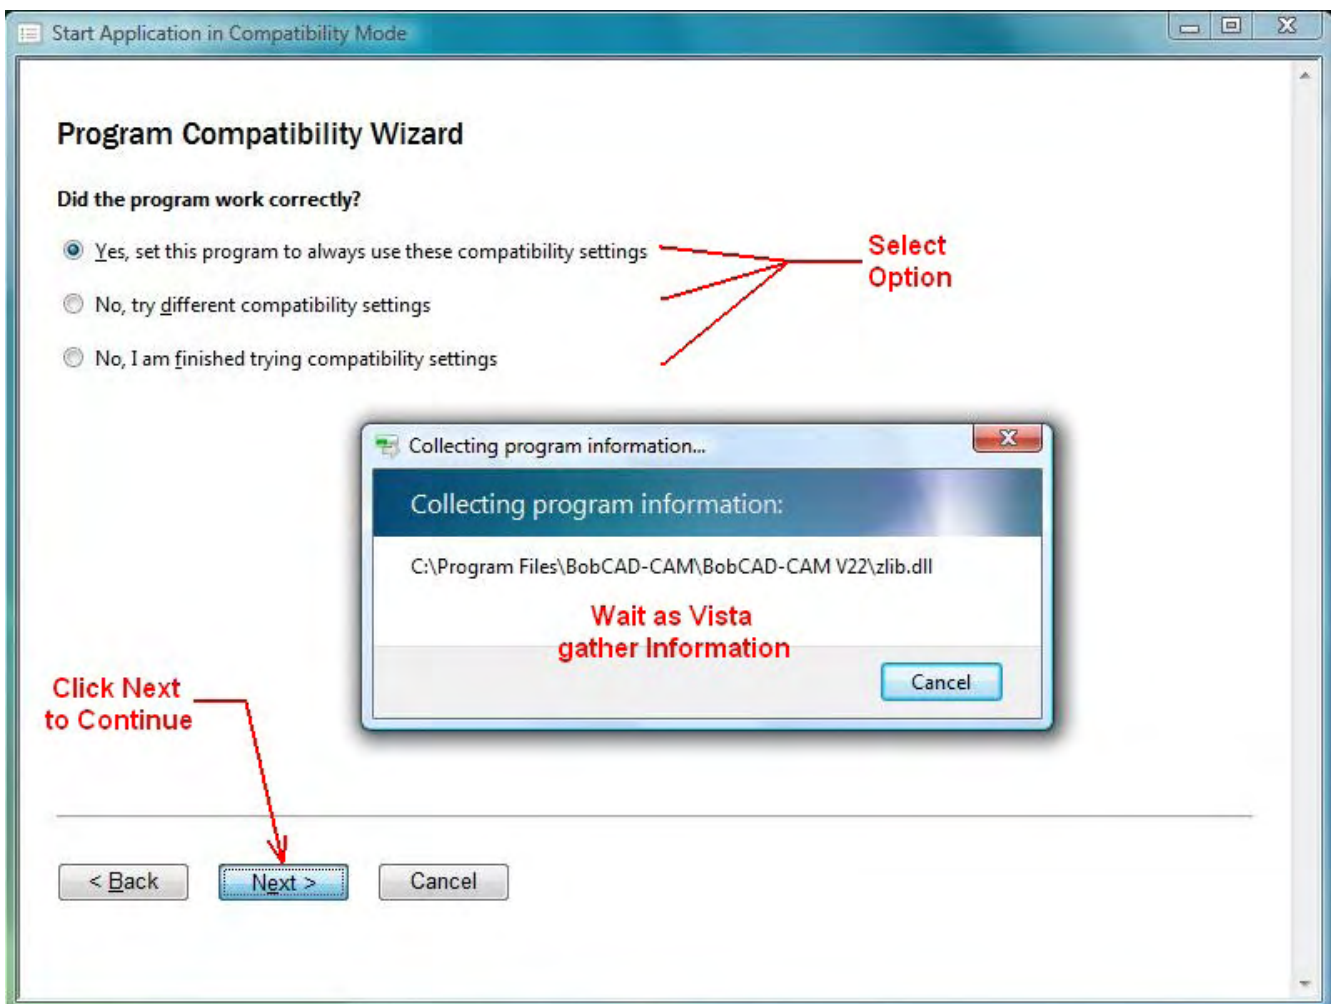 Start Application in Compatibility Mode
Program Compatibility Wizard
Did the program work correctly?
Yes, set this program to always use these compatibility settings
No, try different compatibility settings
No, I am finished trying compatibility settings
Select
Option
Collecting program information...
Collecting program information:
C:\Program Files\BobCAD-CAM\BobCAD-CAM V22\zlib.dll
Wait as Vista
gather Information
Cancel
Click Next
to Continue
< Back
Next >
Cancel